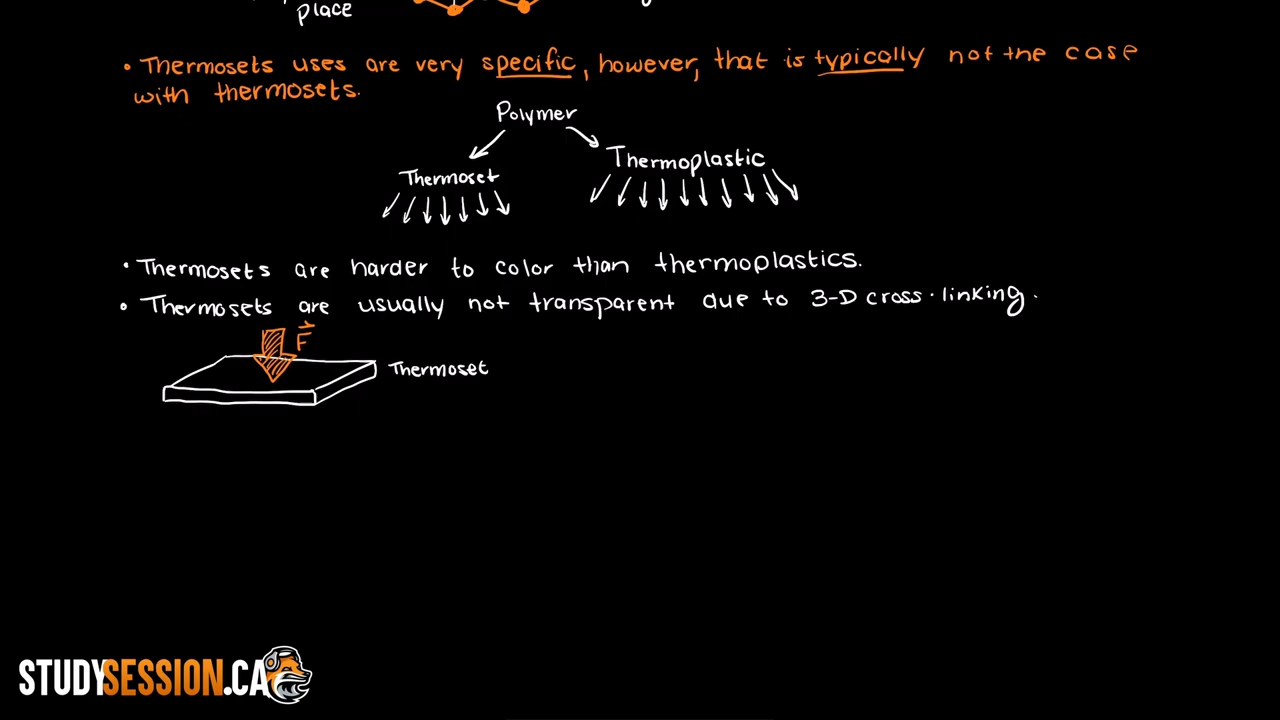 place
• Thermosets uses are very specific, however, that is typically not the case
with thermosets.
Polymer
Thermoset
Thermoplastic
• Thermosets are harder to color than thermoplastics.
• Thermosets are usually not transparent due to 3-D cross-linking.
F
Thermoset
STUDYSESSION.CA